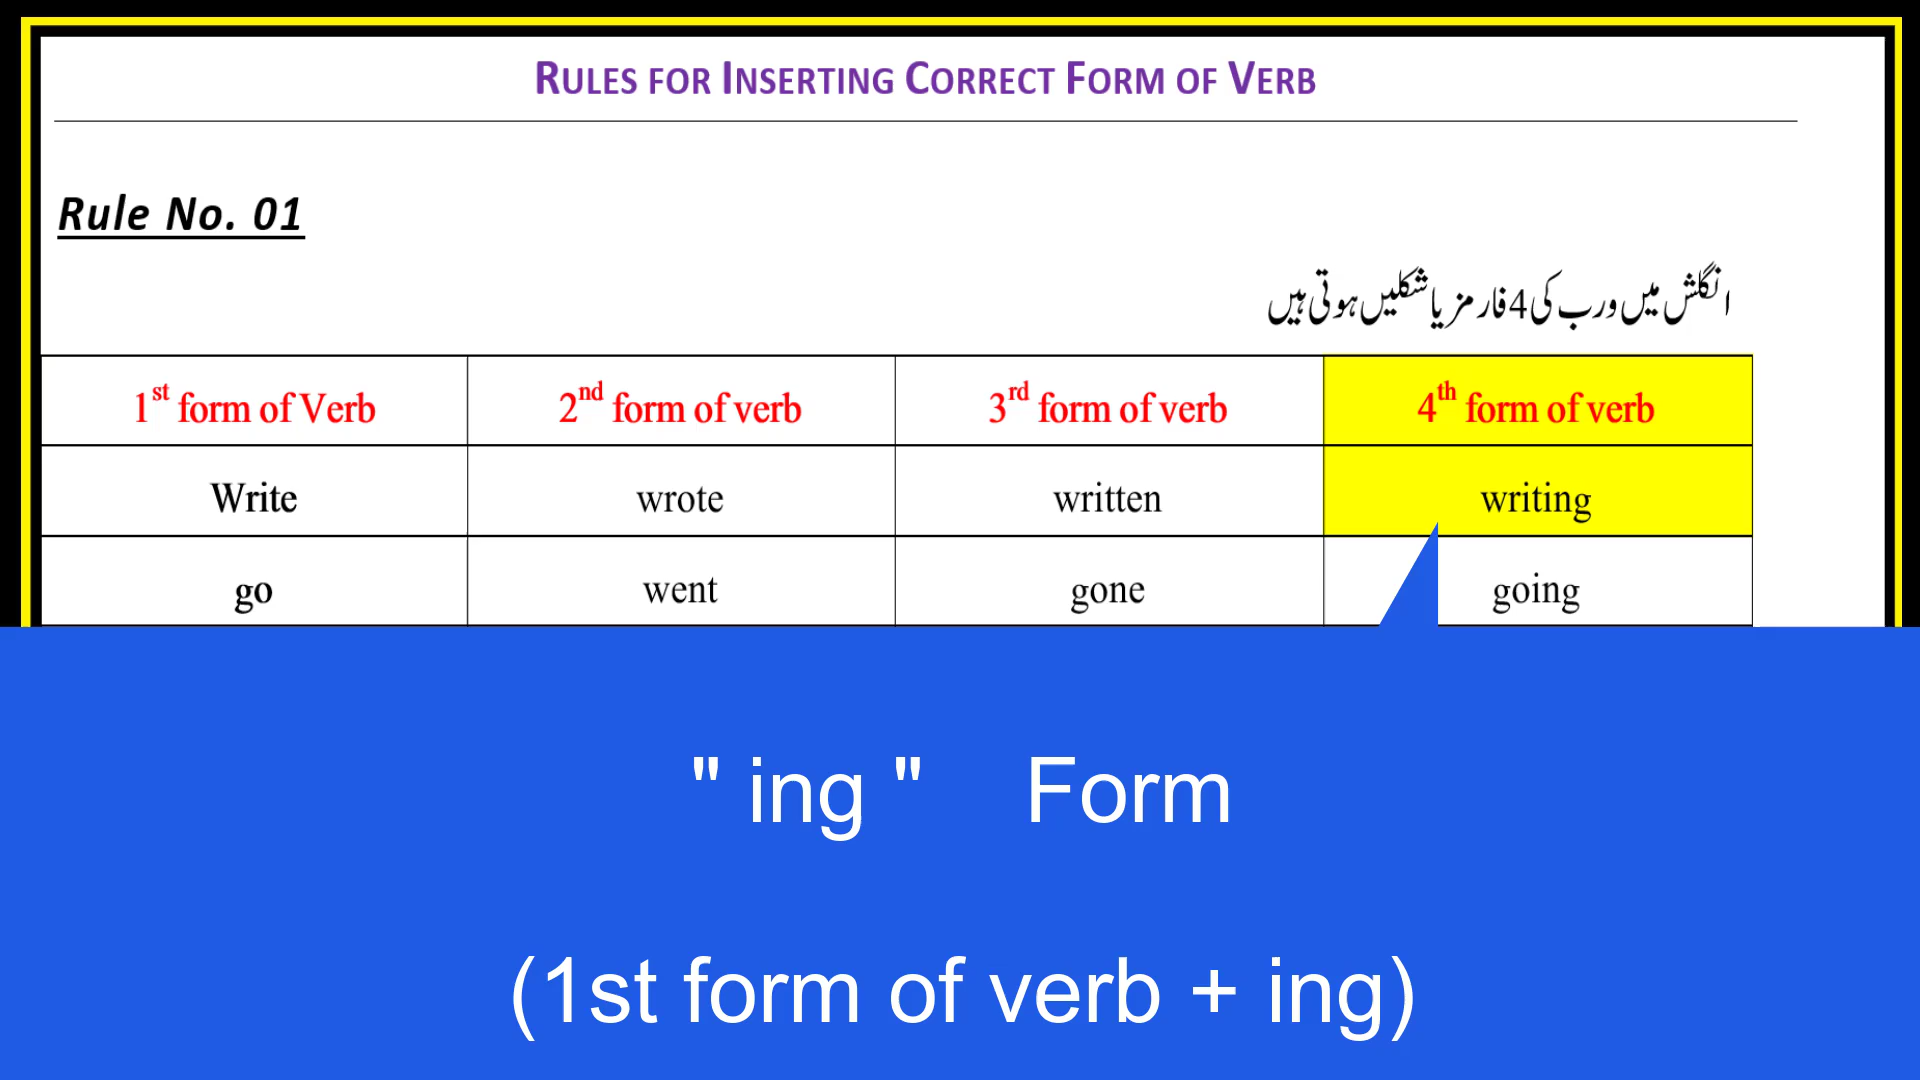 RULES FOR INSERTING CORRECT FORM OF VERB
Rule No. 01
انگلش میں ورب کی 4 فارمز یا شکلیں ہوتی ہیں
1st form of Verb 2nd form of verb 3rd form of verb 4th form of verb
Write wrote written writing
go went gone going
" ing " Form
(1st form of verb + ing)